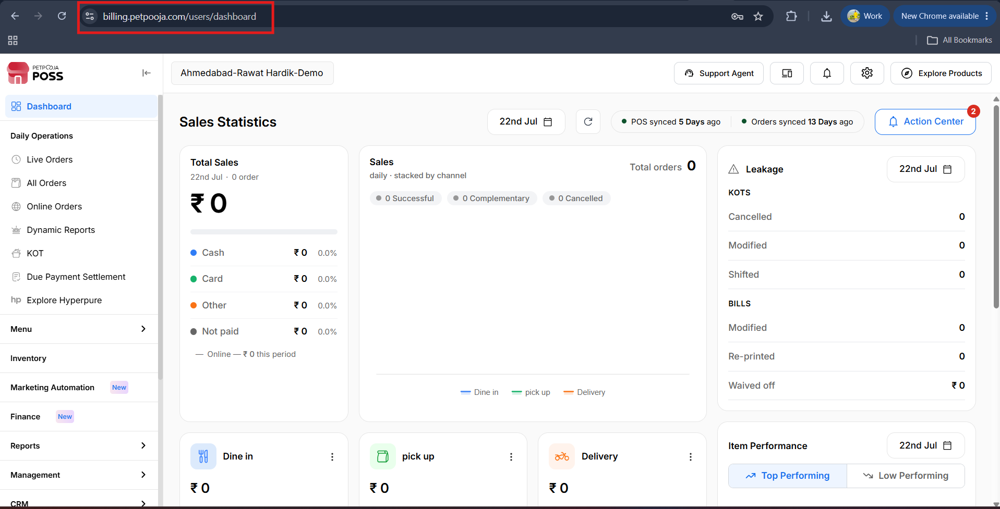 billing.petpooja.com/users/dashboard
Work
New Chrome available
All Bookmarks
PETPOOJA
POSS
Ahmedabad-Rawat Hardik-Demo
Support Agent
Explore Products
Dashboard
Daily Operations
Live Orders
All Orders
Online Orders
Dynamic Reports
KOT
Due Payment Settlement
hp Explore Hyperpure
Menu
Inventory
Marketing Automation New
Finance New
Reports
Management
CRM
Sales Statistics
22nd Jul
POS synced 5 Days ago
Orders synced 13 Days ago
Action Center
2
Total Sales
22nd Jul · 0 order
₹ 0
Cash ₹ 0 0.0%
Card ₹ 0 0.0%
Other ₹ 0 0.0%
Not paid ₹ 0 0.0%
— Online — ₹ 0 this period
Sales
daily · stacked by channel
Total orders 0
0 Successful
0 Complementary
0 Cancelled
Dine in
pick up
Delivery
Leakage
22nd Jul
KOTS
Cancelled 0
Modified 0
Shifted 0
BILLS
Modified 0
Re-printed 0
Waived off ₹ 0
Dine in
₹ 0
pick up
₹ 0
Delivery
₹ 0
Item Performance
22nd Jul
Top Performing
Low Performing